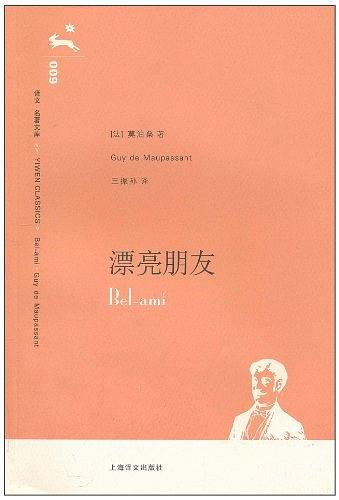 009
译文 名著文库
YIWEN CLASSICS
Bel-ami Guy de Maupassant
[法] 莫泊桑 著
Guy de Maupassant
王振孙 译
漂亮朋友
Bel-ami
上海译文出版社